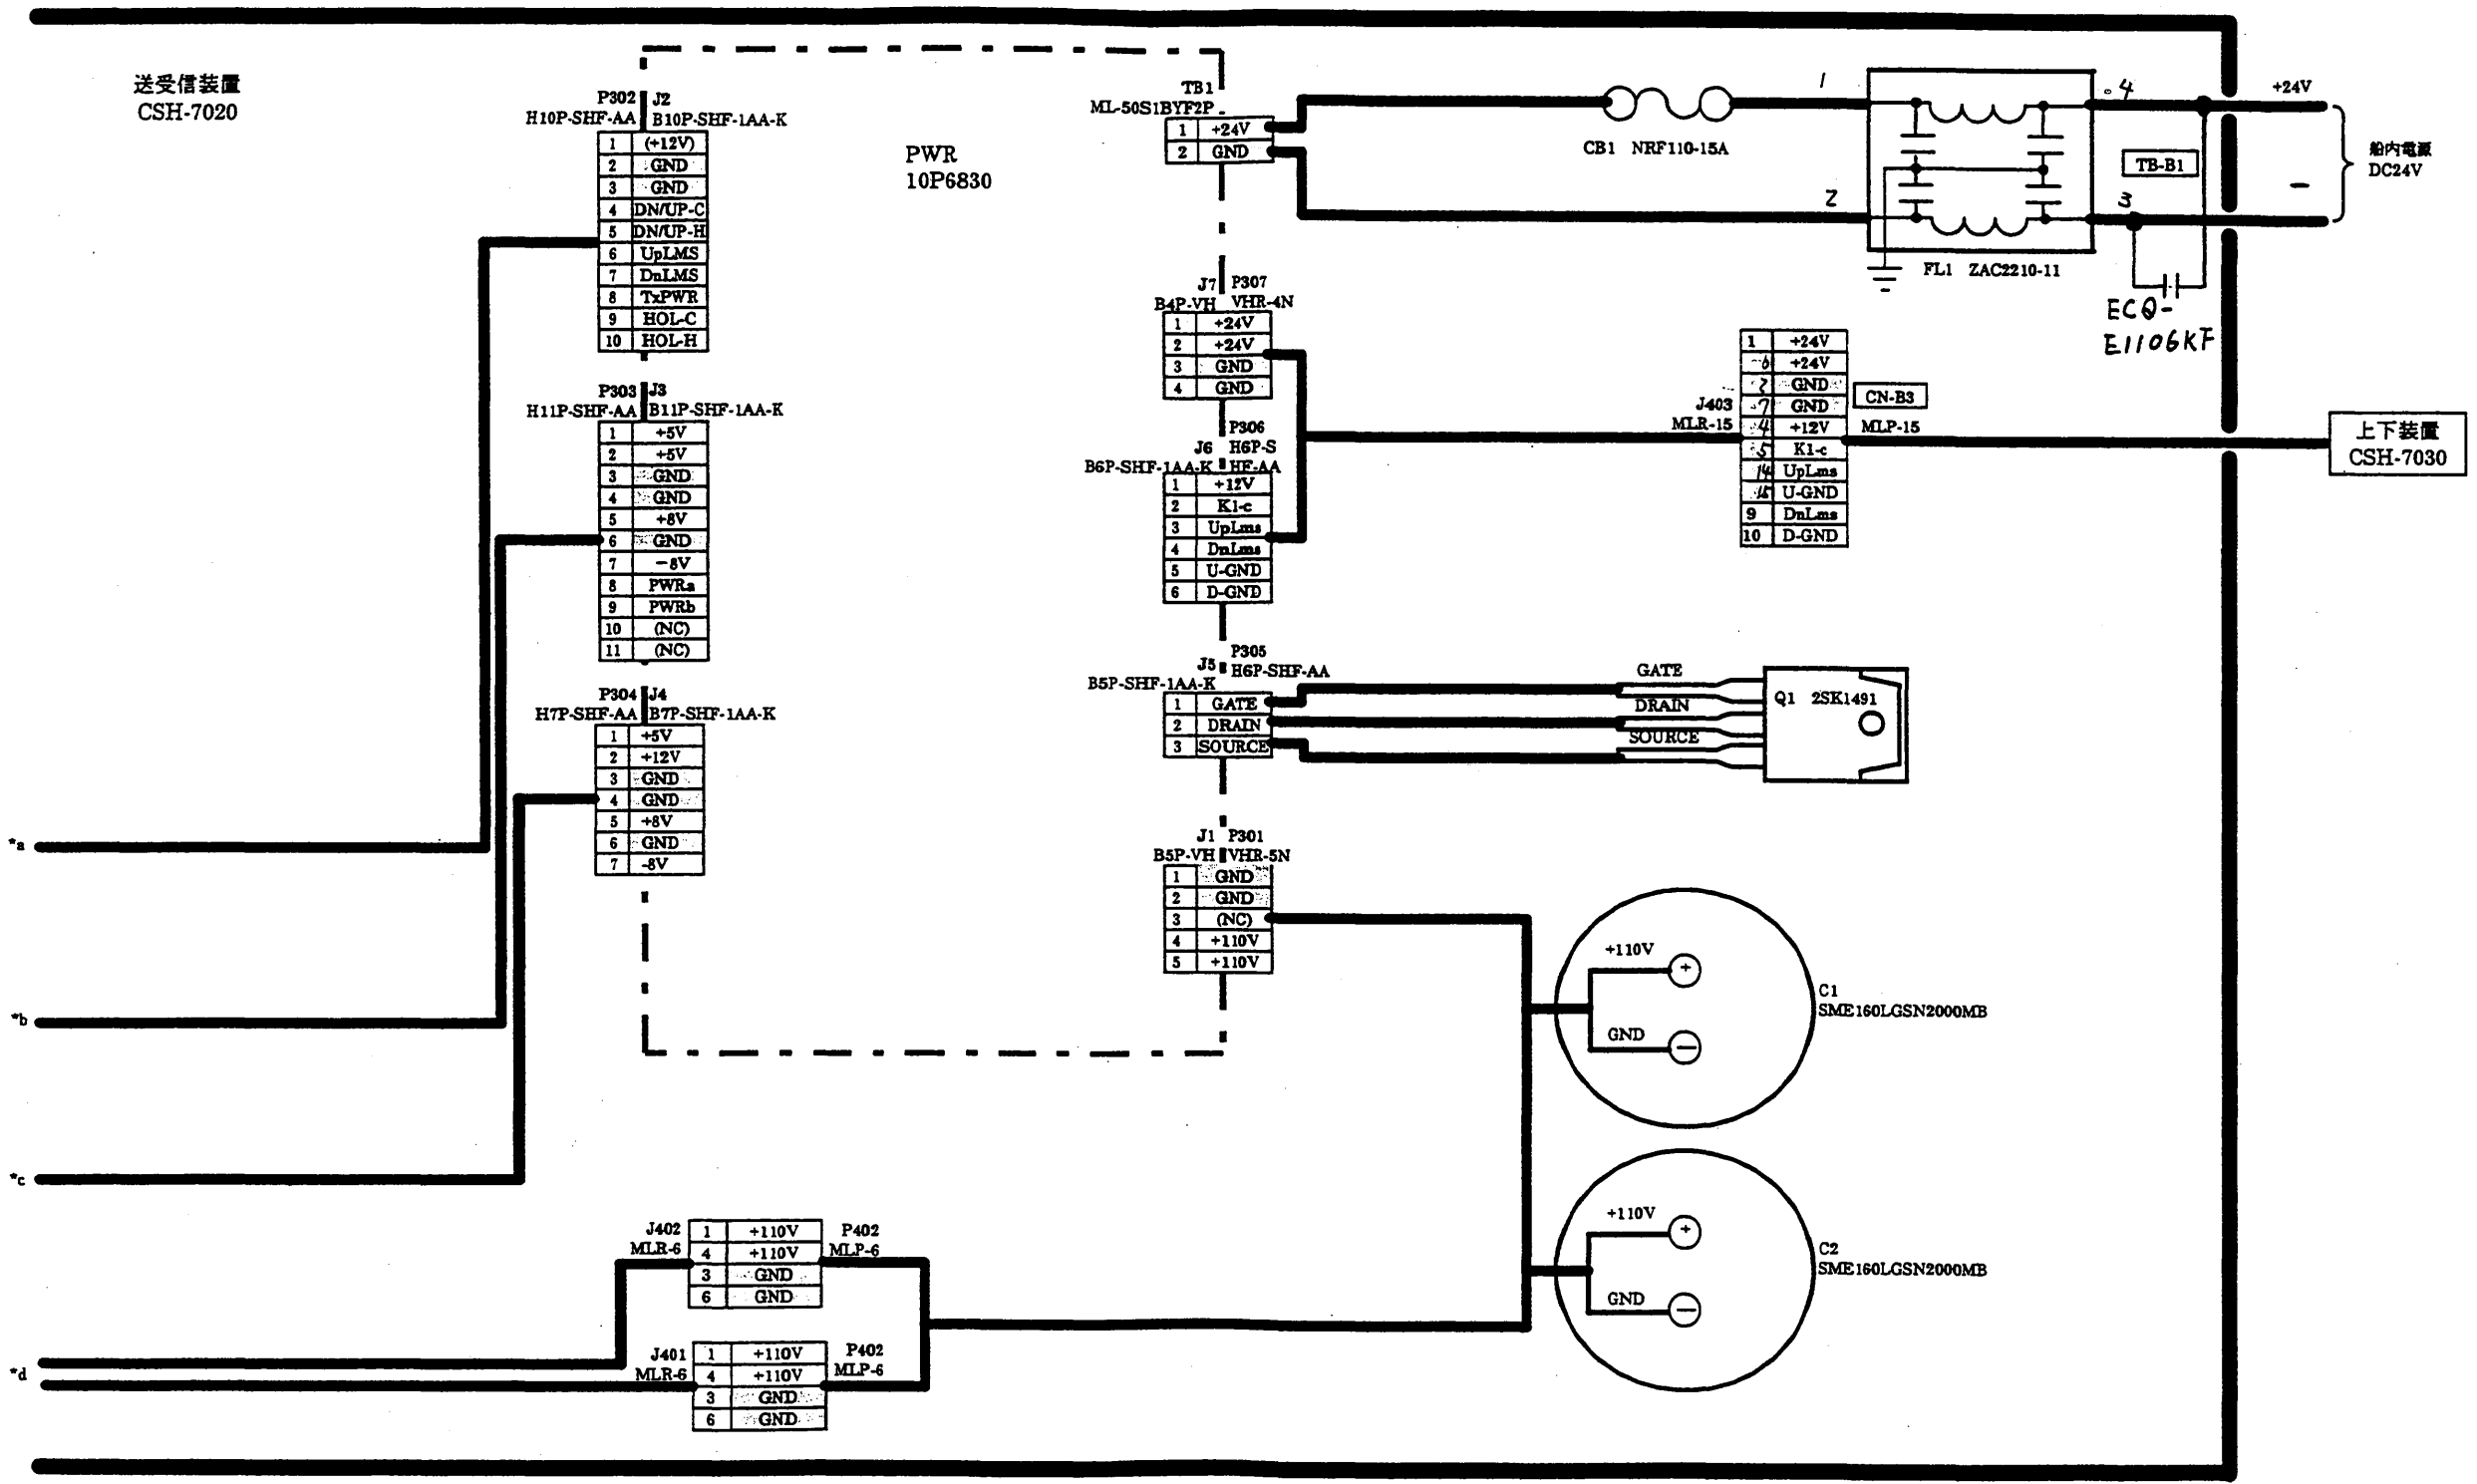 送受信装置
CSH-7020
P302 J2
H10P-SHF-AA B10P-SHF-1AA-K
1 (+12V)
2 GND
3 GND
4 DN/UP-C
5 DN/UP-H
6 UpLMS
7 DnLMS
8 TxPWR
9 HOL-C
10 HOL-H
P303 J3
H11P-SHF-AA B11P-SHF-1AA-K
1 +5V
2 +5V
3 GND
4 GND
5 +8V
6 GND
7 −8V
8 PWRa
9 PWRb
10 (NC)
11 (NC)
P304 J4
H7P-SHF-AA B7P-SHF-1AA-K
1 +5V
2 +12V
3 GND
4 GND
5 +8V
6 GND
7 -8V
*a
*b
*c
*d
PWR
10P6830
TB1
ML-50S1BYF2P
1 +24V
2 GND
CB1 NRF110-15A
1
2
4
3
FL1 ZAC2210-11
TB-B1
+24V
−
船内電源
DC24V
ECQ-
E1106KF
J7 P307
B4P-VH VHR-4N
1 +24V
2 +24V
3 GND
4 GND
P306
J6 H6P-S
B6P-SHF-1AA-K HF-AA
1 +12V
2 K1-c
3 UpLms
4 DnLms
5 U-GND
6 D-GND
J403
MLR-15
1 +24V
6 +24V
2 GND
7 GND
4 +12V
5 K1-c
14 UpLms
15 U-GND
9 DnLms
10 D-GND
CN-B3
MLP-15
上下装置
CSH-7030
P305
J5 H6P-SHF-AA
B5P-SHF-1AA-K
1 GATE
2 DRAIN
3 SOURCE
GATE
DRAIN
SOURCE
Q1 2SK1491
J1 P301
B5P-VH VHR-5N
1 GND
2 GND
3 (NC)
4 +110V
5 +110V
+110V
+
GND
−
C1
SME160LGSN2000MB
+110V
+
GND
−
C2
SME160LGSN2000MB
J402 P402
MLR-6 MLP-6
1 +110V
4 +110V
3 GND
6 GND
J401 P402
MLR-6 MLP-6
1 +110V
4 +110V
3 GND
6 GND